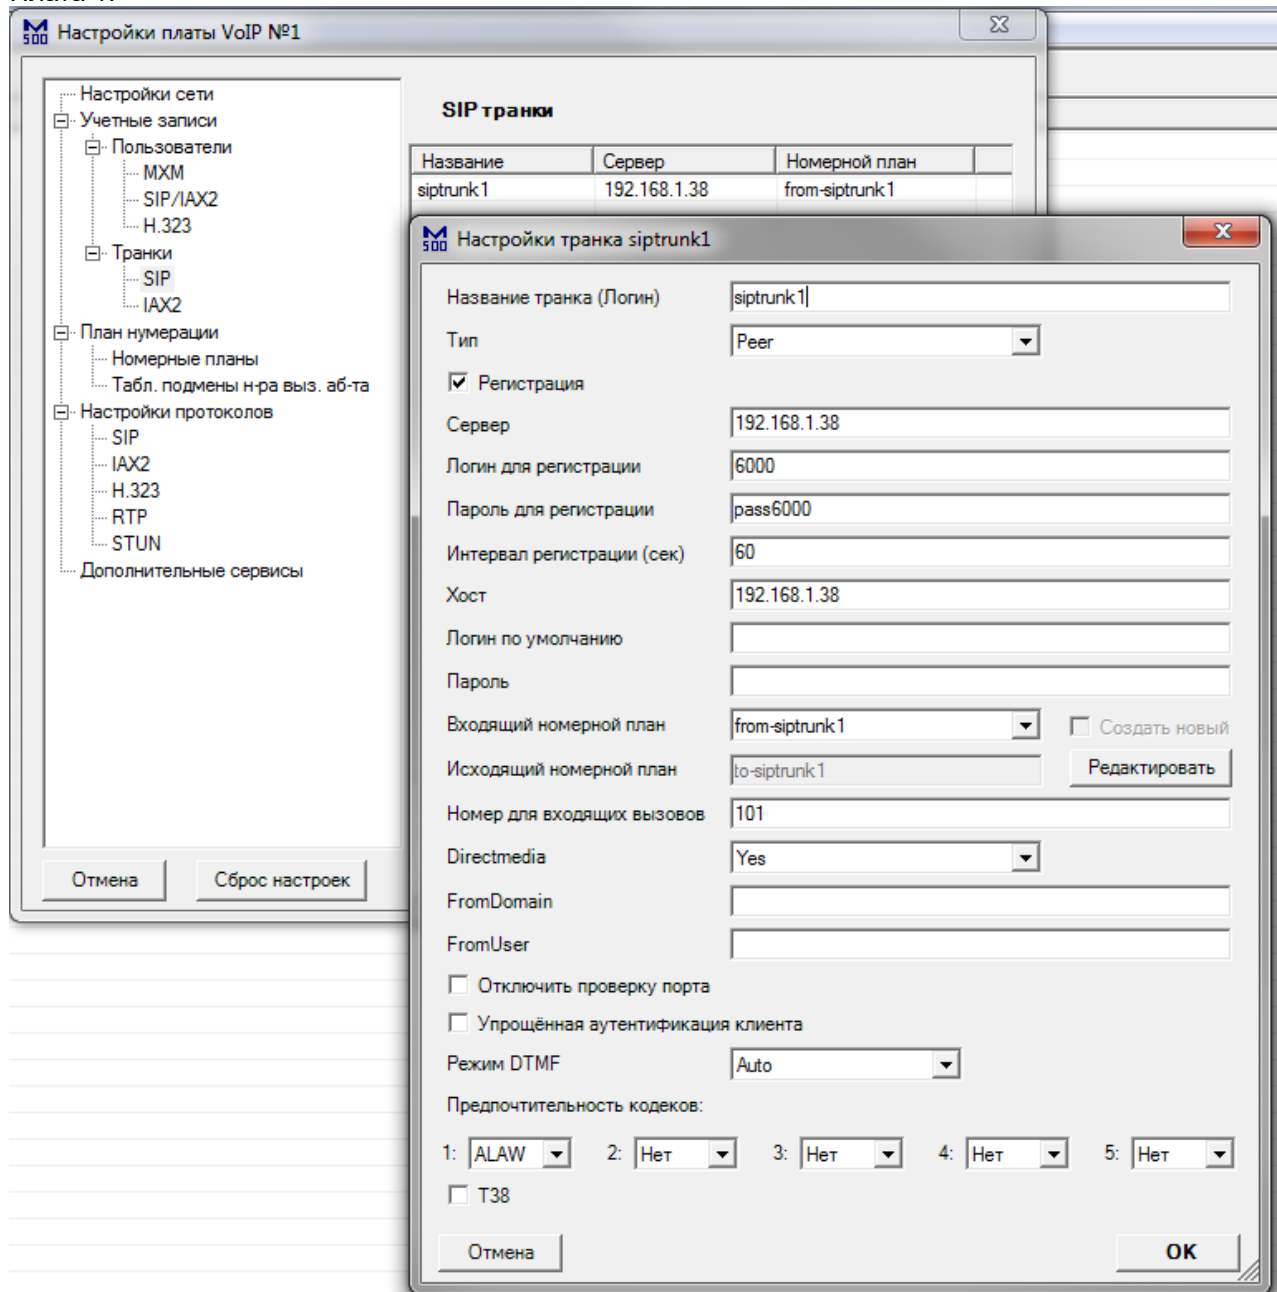 M500 Настройки платы VoIP №1
Настройки сети
Учетные записи
Пользователи
MXM
SIP/IAX2
H.323
Транки
SIP
IAX2
План нумерации
Номерные планы
Табл. подмены н-ра выз. аб-та
Настройки протоколов
SIP
IAX2
H.323
RTP
STUN
Дополнительные сервисы
Отмена Сброс настроек
SIP транки
Название Сервер Номерной план
siptrunk1 192.168.1.38 from-siptrunk1
M500 Настройки транка siptrunk1
Название транка (Логин) siptrunk1
Тип Peer
Регистрация
Сервер 192.168.1.38
Логин для регистрации 6000
Пароль для регистрации pass6000
Интервал регистрации (сек) 60
Хост 192.168.1.38
Логин по умолчанию
Пароль
Входящий номерной план from-siptrunk1 Создать новый
Исходящий номерной план to-siptrunk1 Редактировать
Номер для входящих вызовов 101
Directmedia Yes
FromDomain
FromUser
Отключить проверку порта
Упрощённая аутентификация клиента
Режим DTMF Auto
Предпочтительность кодеков:
1: ALAW 2: Нет 3: Нет 4: Нет 5: Нет
T38
Отмена OK